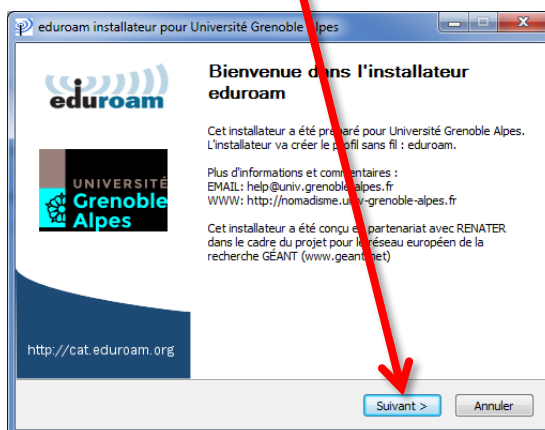 eduroam installateur pour Université Grenoble Alpes
eduroam
UNIVERSITÉ
Grenoble
Alpes
http://cat.eduroam.org
Bienvenue dans l'installateur
eduroam
Cet installateur a été préparé pour Université Grenoble Alpes.
L'installateur va créer le profil sans fil : eduroam.
Plus d'informations et commentaires :
EMAIL: help@univ.grenoble-alpes.fr
WWW: http://nomadisme.univ-grenoble-alpes.fr
Cet installateur a été conçu en partenariat avec RENATER
dans le cadre du projet pour le réseau européen de la
recherche GÉANT (www.geant.net)
Suivant >
Annuler